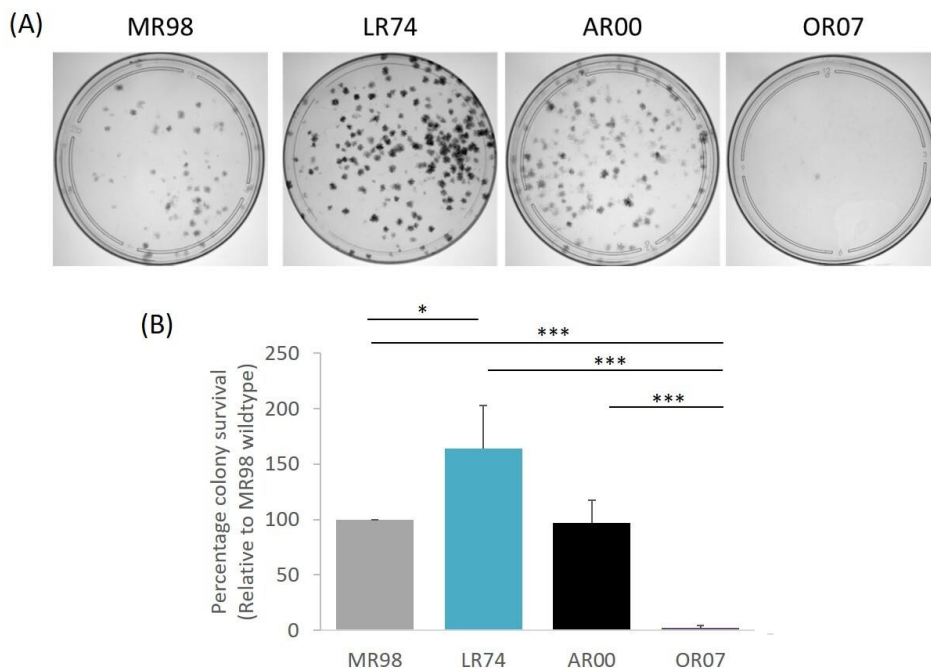 (A)
MR98 LR74 AR00 OR07
(B)
*
***
***
***
Percentage colony survival
(Relative to MR98 wildtype)
250
200
150
100
50
0
MR98 LR74 AR00 OR07